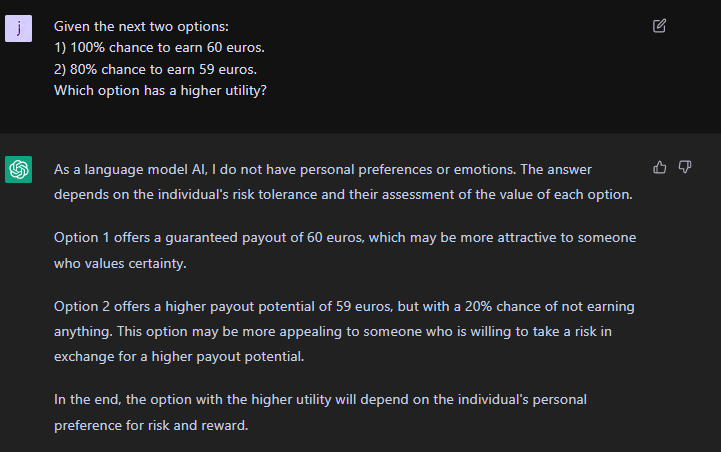 j
Given the next two options:
1) 100% chance to earn 60 euros.
2) 80% chance to earn 59 euros.
Which option has a higher utility?
As a language model AI, I do not have personal preferences or emotions. The answer
depends on the individual's risk tolerance and their assessment of the value of each option.
Option 1 offers a guaranteed payout of 60 euros, which may be more attractive to someone
who values certainty.
Option 2 offers a higher payout potential of 59 euros, but with a 20% chance of not earning
anything. This option may be more appealing to someone who is willing to take a risk in
exchange for a higher payout potential.
In the end, the option with the higher utility will depend on the individual's personal
preference for risk and reward.